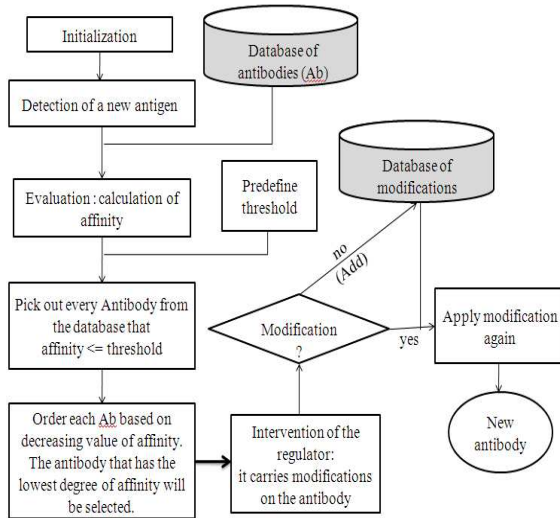 Initialization
Database of
antibodies (Ab)
Detection of a new antigen
Evaluation : calculation of
affinity
Predefine
threshold
Database of
modifications
no
(Add)
Pick out every Antibody from
the database that
affinity <= threshold
Modification
?
yes
Apply modification
again
Order each Ab based on
decreasing value of affinity.
The antibody that has the
lowest degree of affinity will
be selected.
Intervention of the
regulator:
it carries modifications
on the antibody
New
antibody